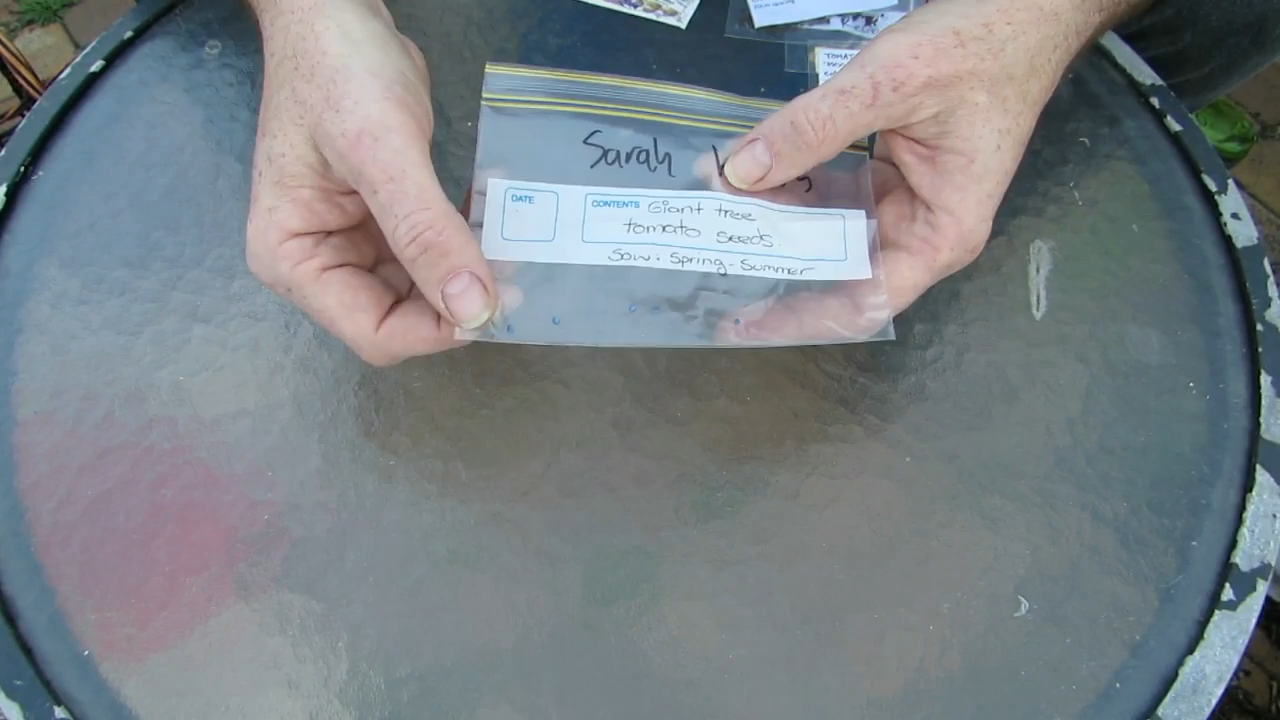 Sarah
DATE
CONTENTS Giant tree
tomato seeds.
Sow: Spring-Summer